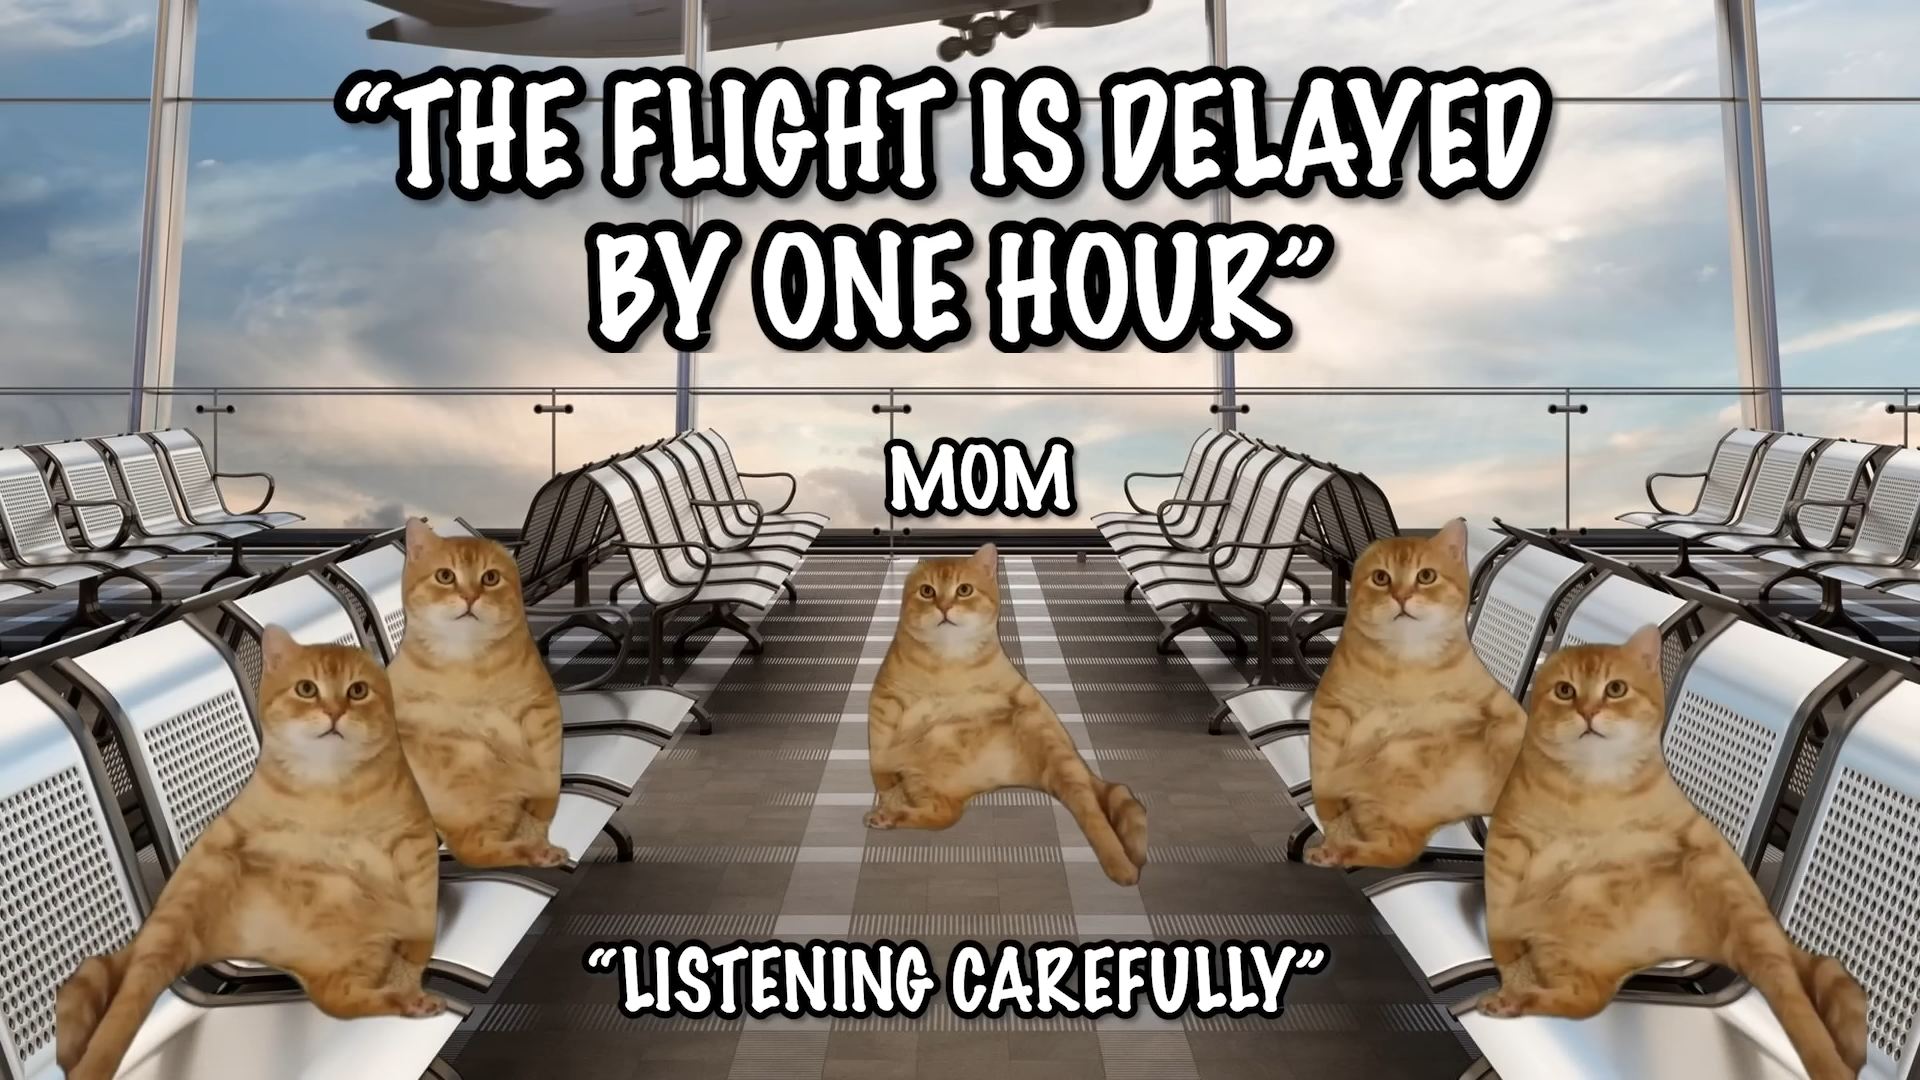 “THE FLIGHT IS DELAYED
BY ONE HOUR”
MOM
“LISTENING CAREFULLY”